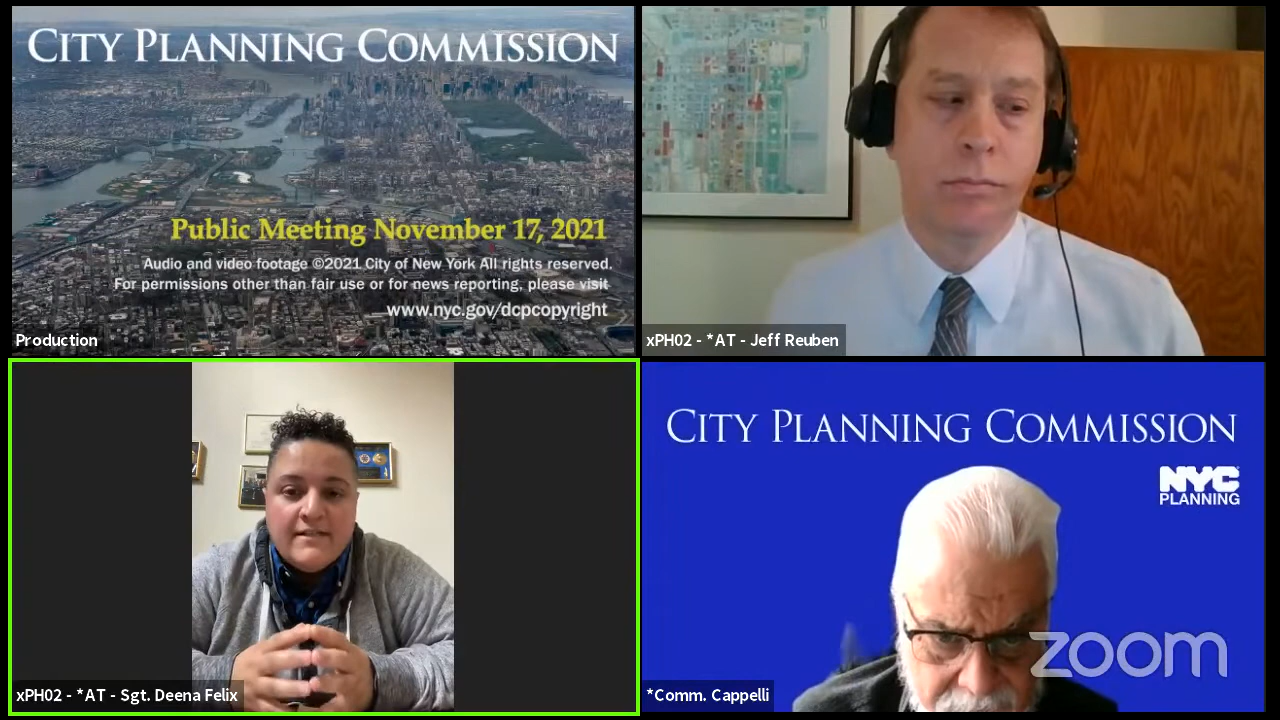 CITY PLANNING COMMISSION
Public Meeting November 17, 2021
Audio and video footage ©2021 City of New York All rights reserved.
For permissions other than fair use or for news reporting, please visit
www.nyc.gov/dcpcopyright
Production
xPH02 - *AT - Jeff Reuben
xPH02 - *AT - Sgt. Deena Felix
CITY PLANNING COMMISSION
NYC
PLANNING
zoom
*Comm. Cappelli